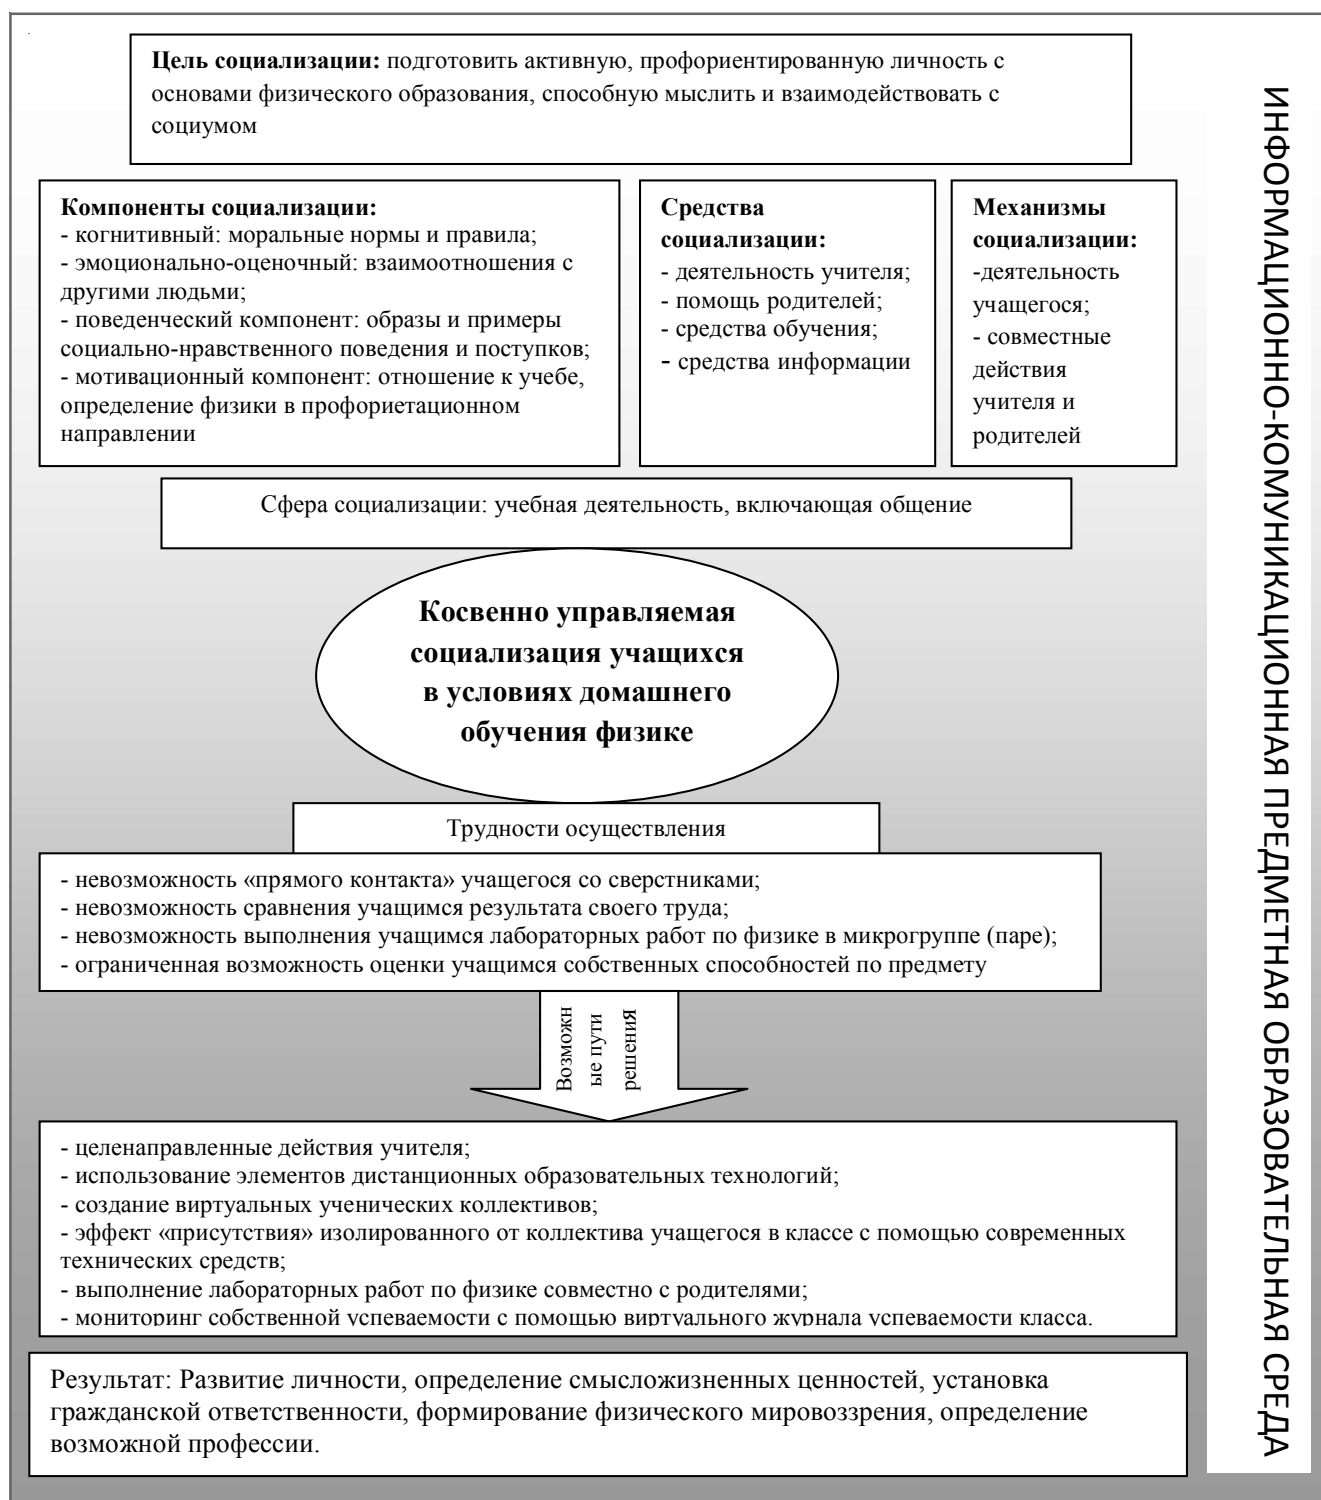 Цель социализации: подготовить активную, профориентированную личность с
основами физического образования, способную мыслить и взаимодействовать с
социумом
Компоненты социализации:
- когнитивный: моральные нормы и правила;
- эмоционально-оценочный: взаимоотношения с
другими людьми;
- поведенческий компонент: образы и примеры
социально-нравственного поведения и поступков;
- мотивационный компонент: отношение к учебе,
определение физики в профориетационном
направлении
Средства
социализации:
- деятельность учителя;
- помощь родителей;
- средства обучения;
- средства информации
Механизмы
социализации:
-деятельность
учащегося;
- совместные
действия
учителя и
родителей
Сфера социализации: учебная деятельность, включающая общение
Косвенно управляемая
социализация учащихся
в условиях домашнего
обучения физике
Трудности осуществления
- невозможность «прямого контакта» учащегося со сверстниками;
- невозможность сравнения учащимся результата своего труда;
- невозможность выполнения учащимся лабораторных работ по физике в микрогруппе (паре);
- ограниченная возможность оценки учащимся собственных способностей по предмету
Возможн
ые пути
решения
- целенаправленные действия учителя;
- использование элементов дистанционных образовательных технологий;
- создание виртуальных ученических коллективов;
- эффект «присутствия» изолированного от коллектива учащегося в классе с помощью современных
технических средств;
- выполнение лабораторных работ по физике совместно с родителями;
- мониторинг собственной успеваемости с помощью виртуального журнала успеваемости класса.
Результат: Развитие личности, определение смысложизненных ценностей, установка
гражданской ответственности, формирование физического мировоззрения, определение
возможной профессии.
ИНФОРМАЦИОННО-КОМУНИКАЦИОННАЯ ПРЕДМЕТНАЯ ОБРАЗОВАТЕЛЬНАЯ СРЕДА